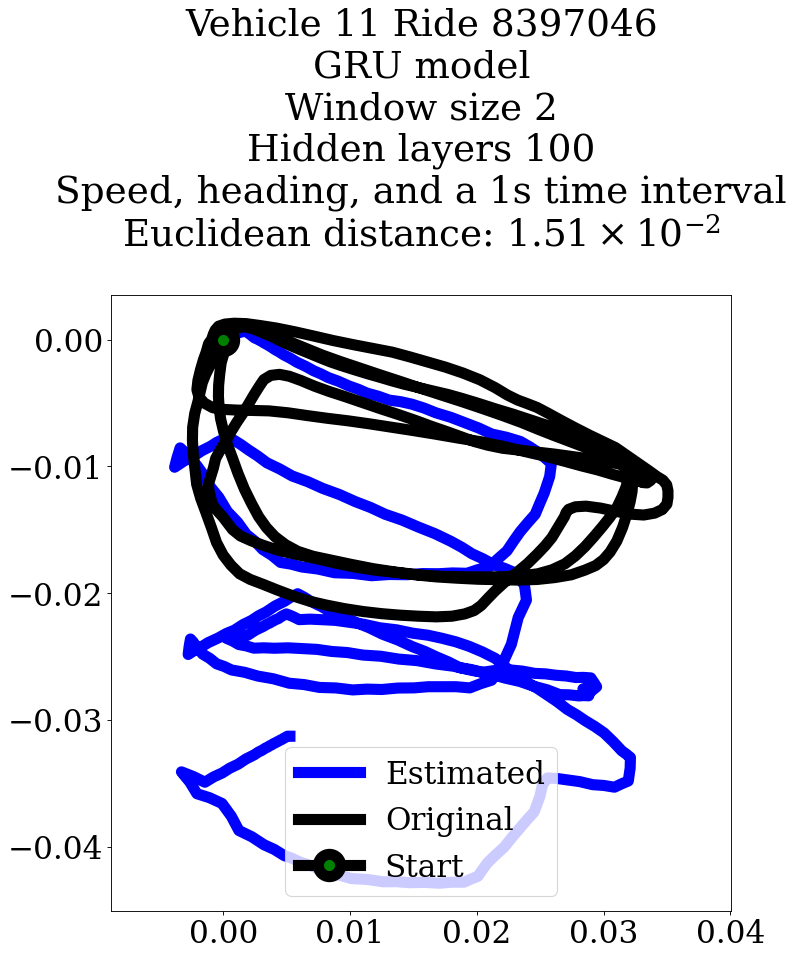 Vehicle 11 Ride 8397046
GRU model
Window size 2
Hidden layers 100
Speed, heading, and a 1s time interval
Euclidean distance: 1.51 × 10⁻²
0.00
−0.01
−0.02
−0.03
−0.04
Estimated
Original
Start
0.00 0.01 0.02 0.03 0.04